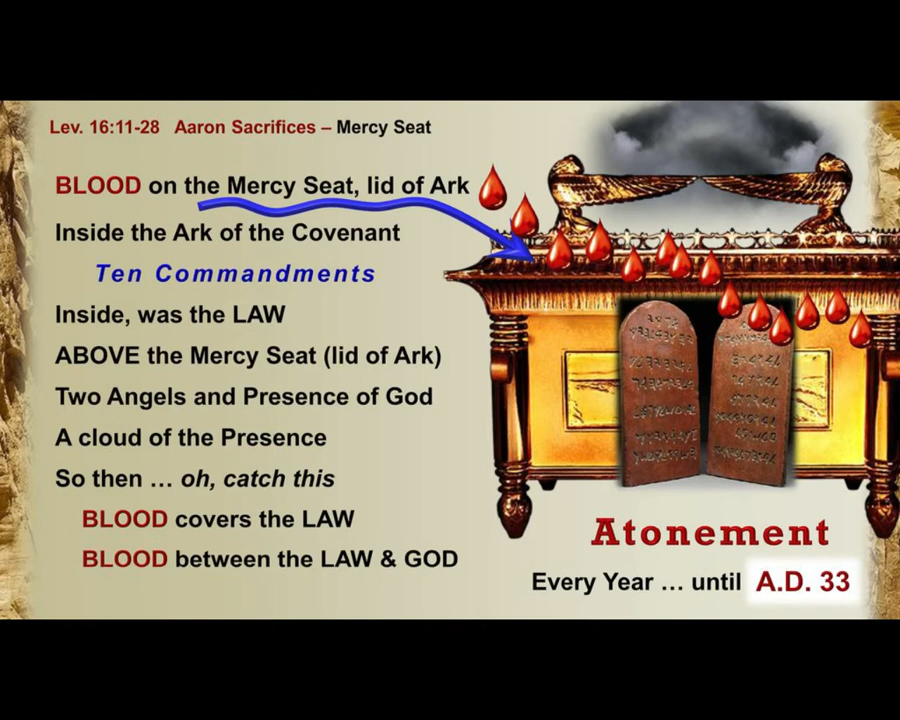 Lev. 16:11-28 Aaron Sacrifices – Mercy Seat
BLOOD on the Mercy Seat, lid of Ark
Inside the Ark of the Covenant
Ten Commandments
Inside, was the LAW
ABOVE the Mercy Seat (lid of Ark)
Two Angels and Presence of God
A cloud of the Presence
So then … oh, catch this
BLOOD covers the LAW
BLOOD between the LAW & GOD
Atonement
Every Year … until A.D. 33